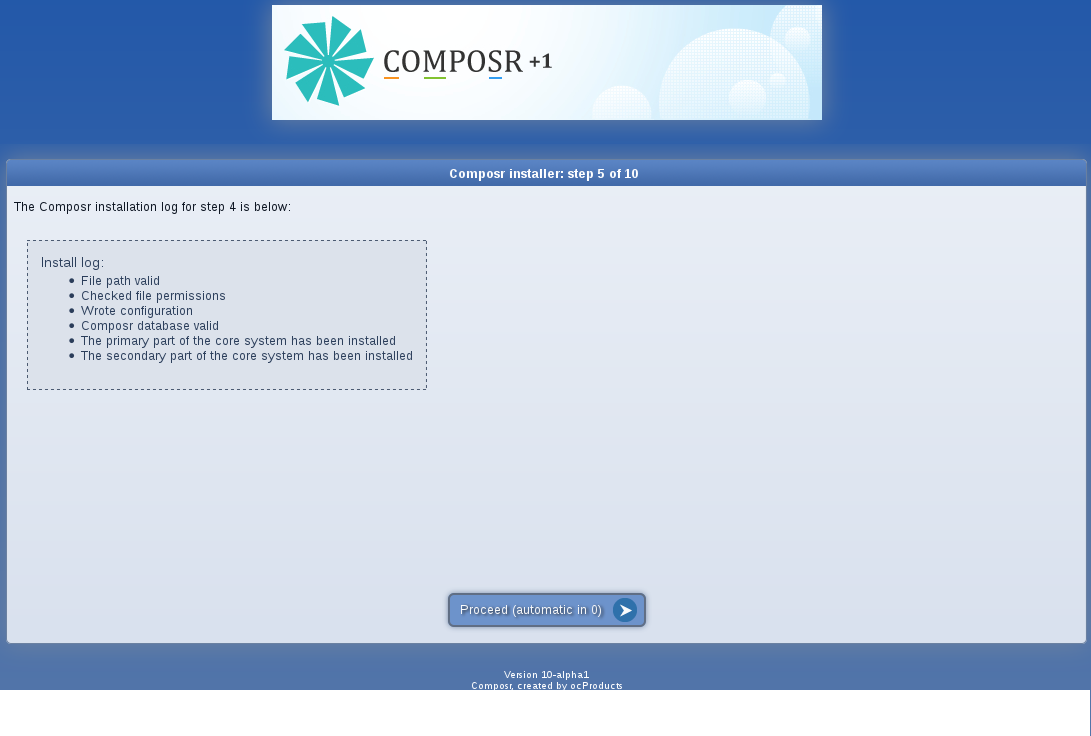 COMPOSR +1
Composr installer: step 5 of 10
The Composr installation log for step 4 is below:
Install log:
• File path valid
• Checked file permissions
• Wrote configuration
• Composr database valid
• The primary part of the core system has been installed
• The secondary part of the core system has been installed
Proceed (automatic in 0)
Version 10-alpha1
Composr, created by ocProducts